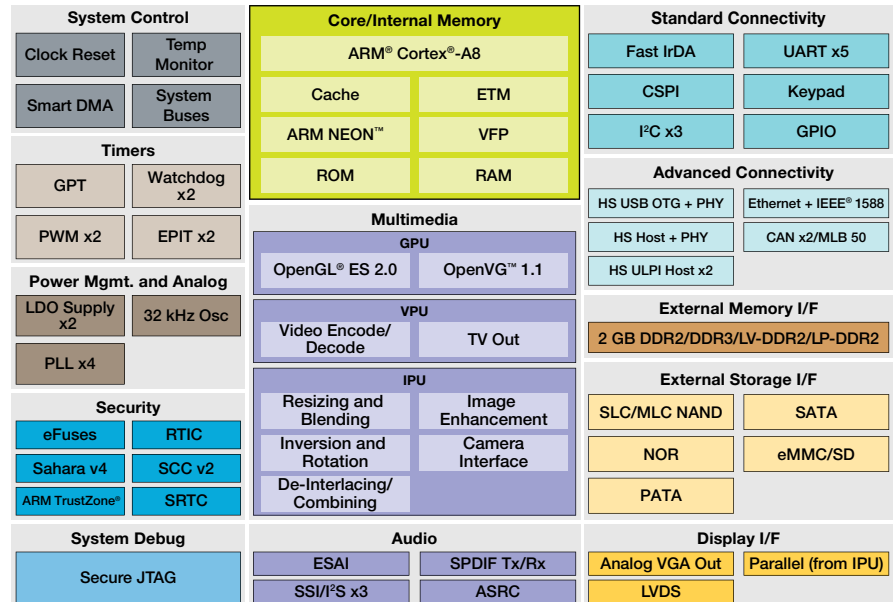 System Control
Clock Reset
Temp
Monitor
Smart DMA
System
Buses
Timers
GPT
Watchdog
x2
PWM x2
EPIT x2
Power Mgmt. and Analog
LDO Supply
x2
32 kHz Osc
PLL x4
Security
eFuses
RTIC
Sahara v4
SCC v2
ARM TrustZone®
SRTC
System Debug
Secure JTAG
Core/Internal Memory
ARM® Cortex®-A8
Cache
ETM
ARM NEON™
VFP
ROM
RAM
Multimedia
GPU
OpenGL® ES 2.0
OpenVG™ 1.1
VPU
Video Encode/
Decode
TV Out
IPU
Resizing and
Blending
Image
Enhancement
Inversion and
Rotation
Camera
Interface
De-Interlacing/
Combining
Audio
ESAI
SPDIF Tx/Rx
SSI/I²S x3
ASRC
Standard Connectivity
Fast IrDA
UART x5
CSPI
Keypad
I²C x3
GPIO
Advanced Connectivity
HS USB OTG + PHY
Ethernet + IEEE® 1588
HS Host + PHY
CAN x2/MLB 50
HS ULPI Host x2
External Memory I/F
2 GB DDR2/DDR3/LV-DDR2/LP-DDR2
External Storage I/F
SLC/MLC NAND
SATA
NOR
eMMC/SD
PATA
Display I/F
Analog VGA Out
Parallel (from IPU)
LVDS